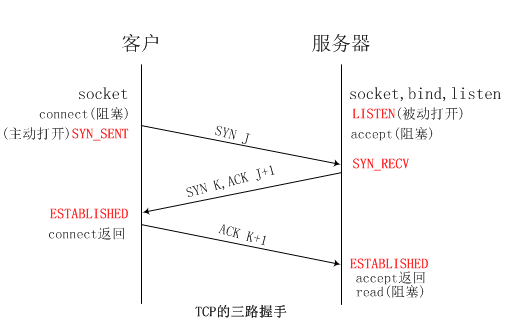 客户
服务器
socket
connect(阻塞)
(主动打开)SYN_SENT
socket,bind,listen
LISTEN(被动打开)
accept(阻塞)
SYN J
SYN_RECV
SYN K,ACK J+1
ESTABLISHED
connect返回
ACK K+1
ESTABLISHED
accept返回
read(阻塞)
TCP的三路握手